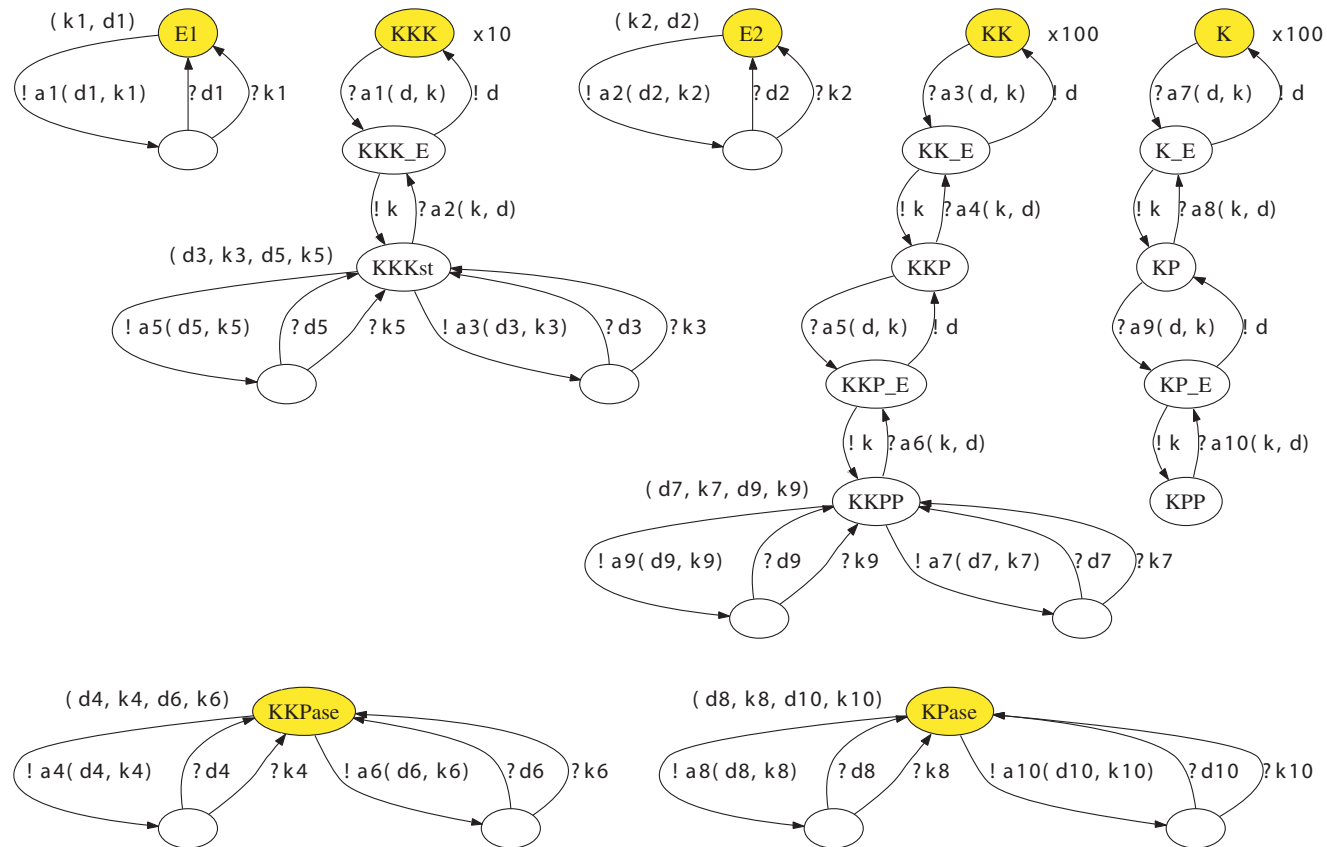 ( k1, d1) E1 KKK x10 ( k2, d2) E2 KK x100 K x100
! a1( d1, k1) ?d1 ?k1 ?a1( d, k) ! d ! a2( d2, k2) ?d2 ?k2 ?a3( d, k) ! d ?a7( d, k) ! d
KKK_E KK_E K_E
! k ?a2( k, d) ! k ?a4( k, d) ! k ?a8( k, d)
( d3, k3, d5, k5) KKKst KKP KP
! a5( d5, k5) ?d5 ?k5 ! a3( d3, k3) ?d3 ?k3 ?a5( d, k) ! d ?a9( d, k) ! d
KKP_E KP_E
! k ?a6( k, d) ! k ?a10( k, d)
( d7, k7, d9, k9) KKPP KPP
! a9( d9, k9) ?d9 ?k9 ! a7( d7, k7) ?d7 ?k7
( d4, k4, d6, k6) KKPase ( d8, k8, d10, k10) KPase
! a4( d4, k4) ?d4 ?k4 ! a6( d6, k6) ?d6 ?k6 ! a8( d8, k8) ?d8 ?k8 ! a10( d10, k10) ?d10 ?k10